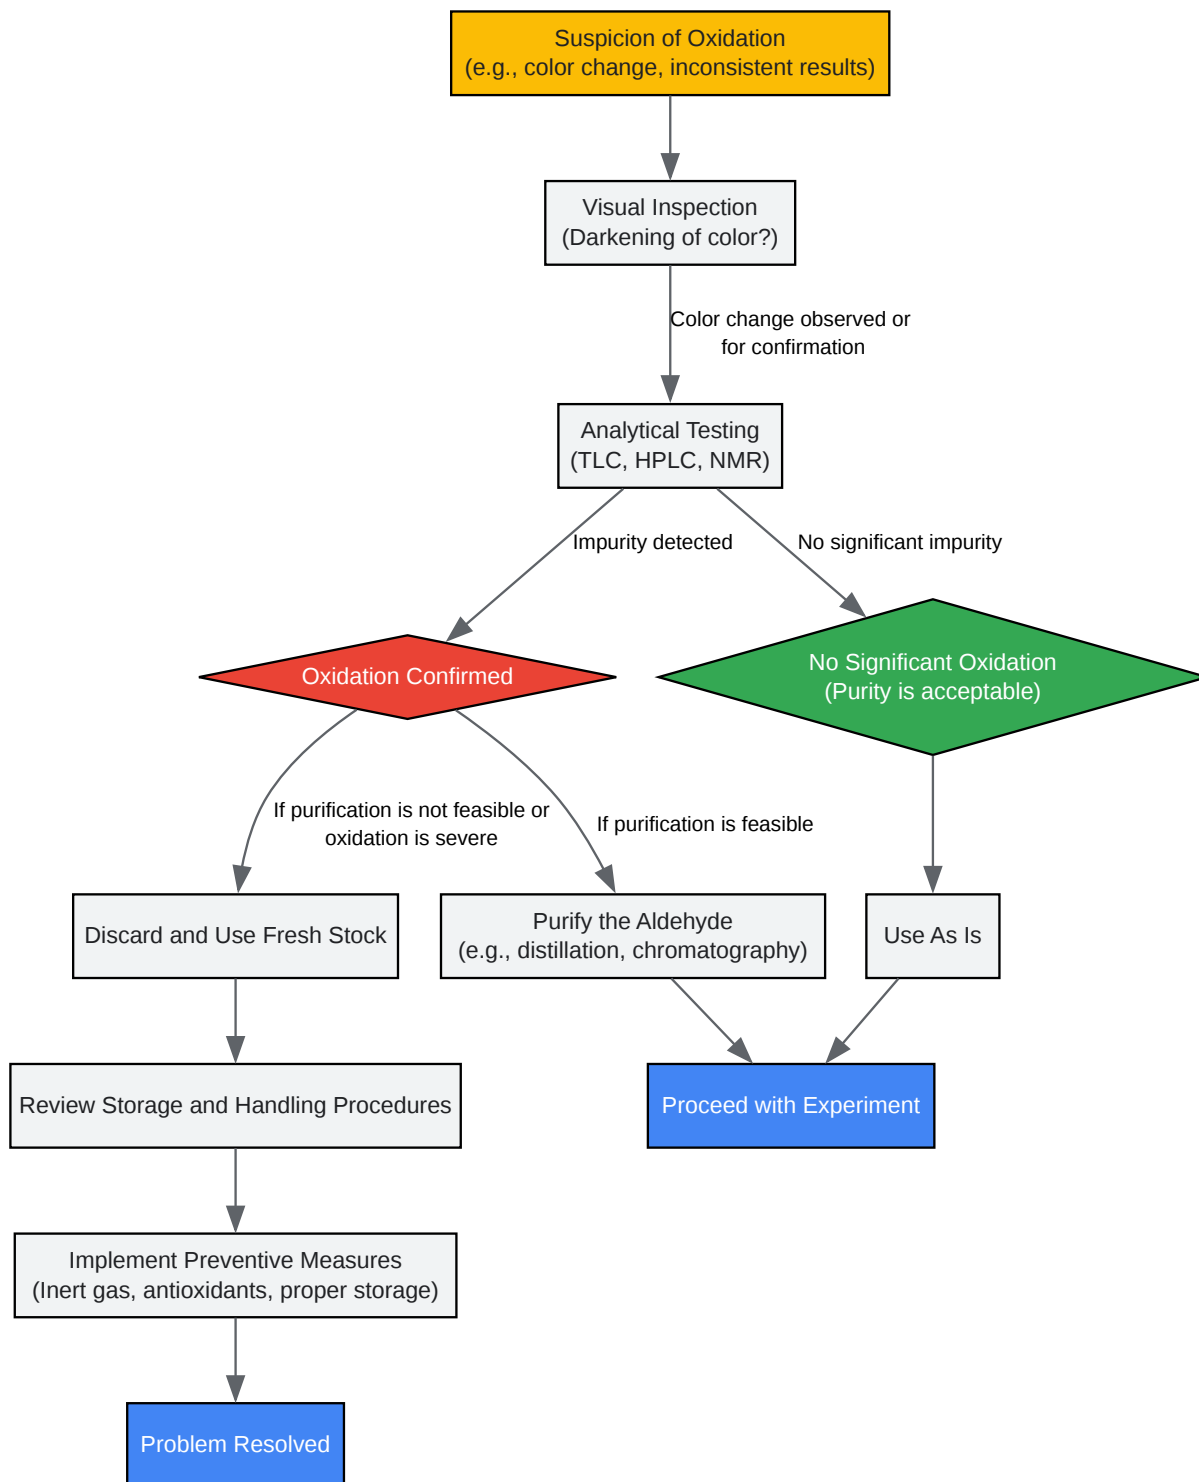 Suspicion of Oxidation
(e.g., color change, inconsistent results)
Visual Inspection
(Darkening of color?)
Color change observed or
for confirmation
Analytical Testing
(TLC, HPLC, NMR)
Impurity detected
No significant impurity
Oxidation Confirmed
No Significant Oxidation
(Purity is acceptable)
If purification is not feasible or
oxidation is severe
If purification is feasible
Discard and Use Fresh Stock
Purify the Aldehyde
(e.g., distillation, chromatography)
Use As Is
Review Storage and Handling Procedures
Proceed with Experiment
Implement Preventive Measures
(Inert gas, antioxidants, proper storage)
Problem Resolved